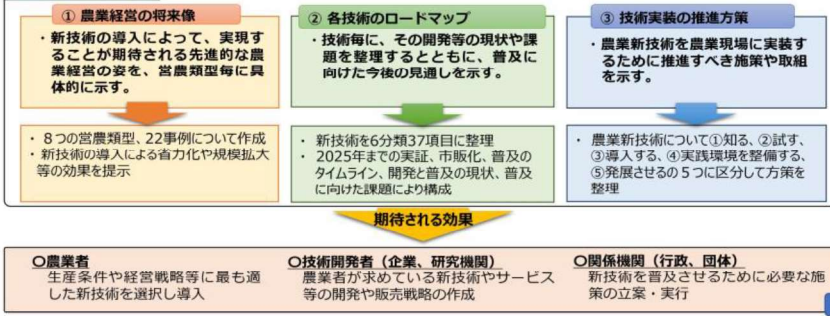 ① 農業経営の将来像
・新技術の導入によって、実現す
ることが期待される先進的な農
業経営の姿を、営農類型毎に具
体的に示す。
・８つの営農類型、22事例について作成
・新技術の導入による省力化や規模拡大
等の効果を提示
② 各技術のロードマップ
・技術毎に、その開発等の現状や課
題を整理するとともに、普及に
向けた今後の見通しを示す。
・新技術を6分類37項目に整理
・2025年までの実証、市販化、普及の
タイムライン、開発と普及の現状、普及
に向けた課題により構成
③ 技術実装の推進方策
・農業新技術を農業現場に実装す
るために推進すべき施策や取組
を示す。
・農業新技術について①知る、②試す、
③導入する、④実践環境を整備する、
⑤発展させるの５つに区分して方策を
整理
期待される効果
〇農業者
生産条件や経営戦略等に最も適
した新技術を選択し導入
〇技術開発者（企業、研究機関）
農業者が求めている新技術やサービス
等の開発や販売戦略の作成
〇関係機関（行政、団体）
新技術を普及させるために必要な施
策の立案・実行